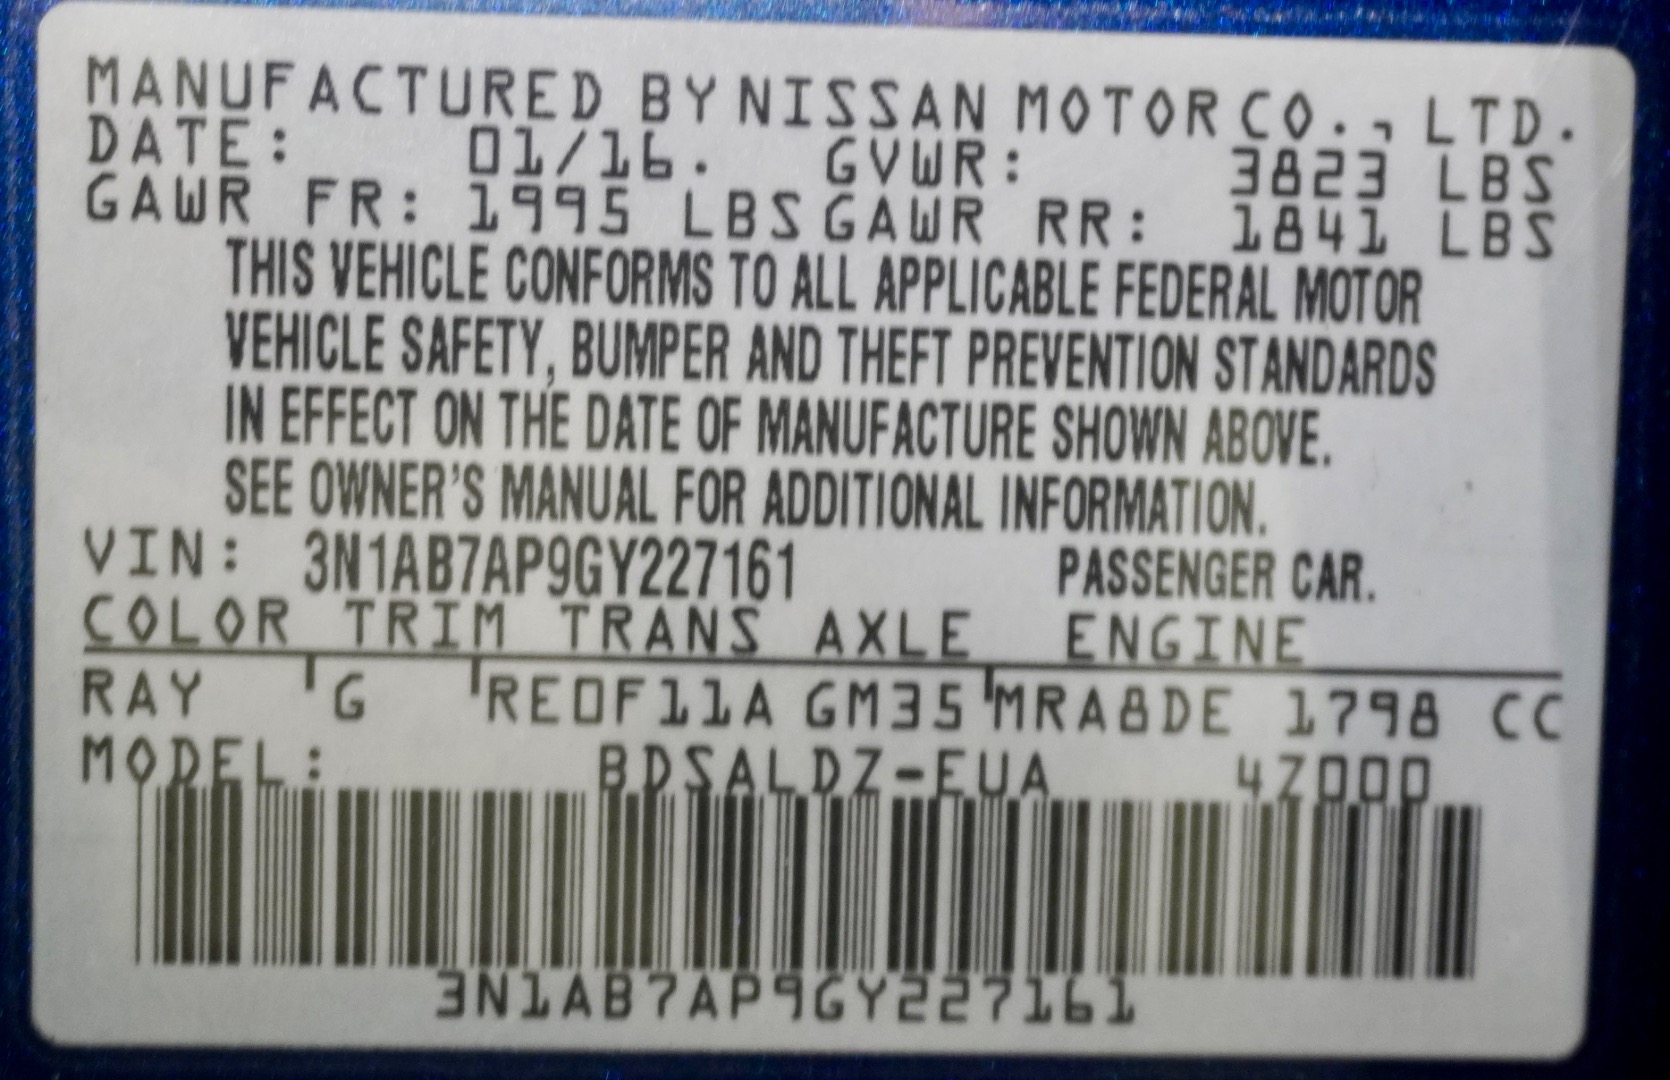 MANUFACTURED BY NISSAN MOTOR CO., LTD.
DATE: 01/16. GVWR: 3823 LBS
GAWR FR: 1995 LBS GAWR RR: 1841 LBS
THIS VEHICLE CONFORMS TO ALL APPLICABLE FEDERAL MOTOR
VEHICLE SAFETY, BUMPER AND THEFT PREVENTION STANDARDS
IN EFFECT ON THE DATE OF MANUFACTURE SHOWN ABOVE.
SEE OWNER'S MANUAL FOR ADDITIONAL INFORMATION.
VIN: 3N1AB7AP9GY227161 PASSENGER CAR.
COLOR TRIM TRANS AXLE ENGINE
RAY G RE0F11A GM35 MRA8DE 1798 CC
MODEL: BDSALDZ-EUA 4Z000
3N1AB7AP9GY227161